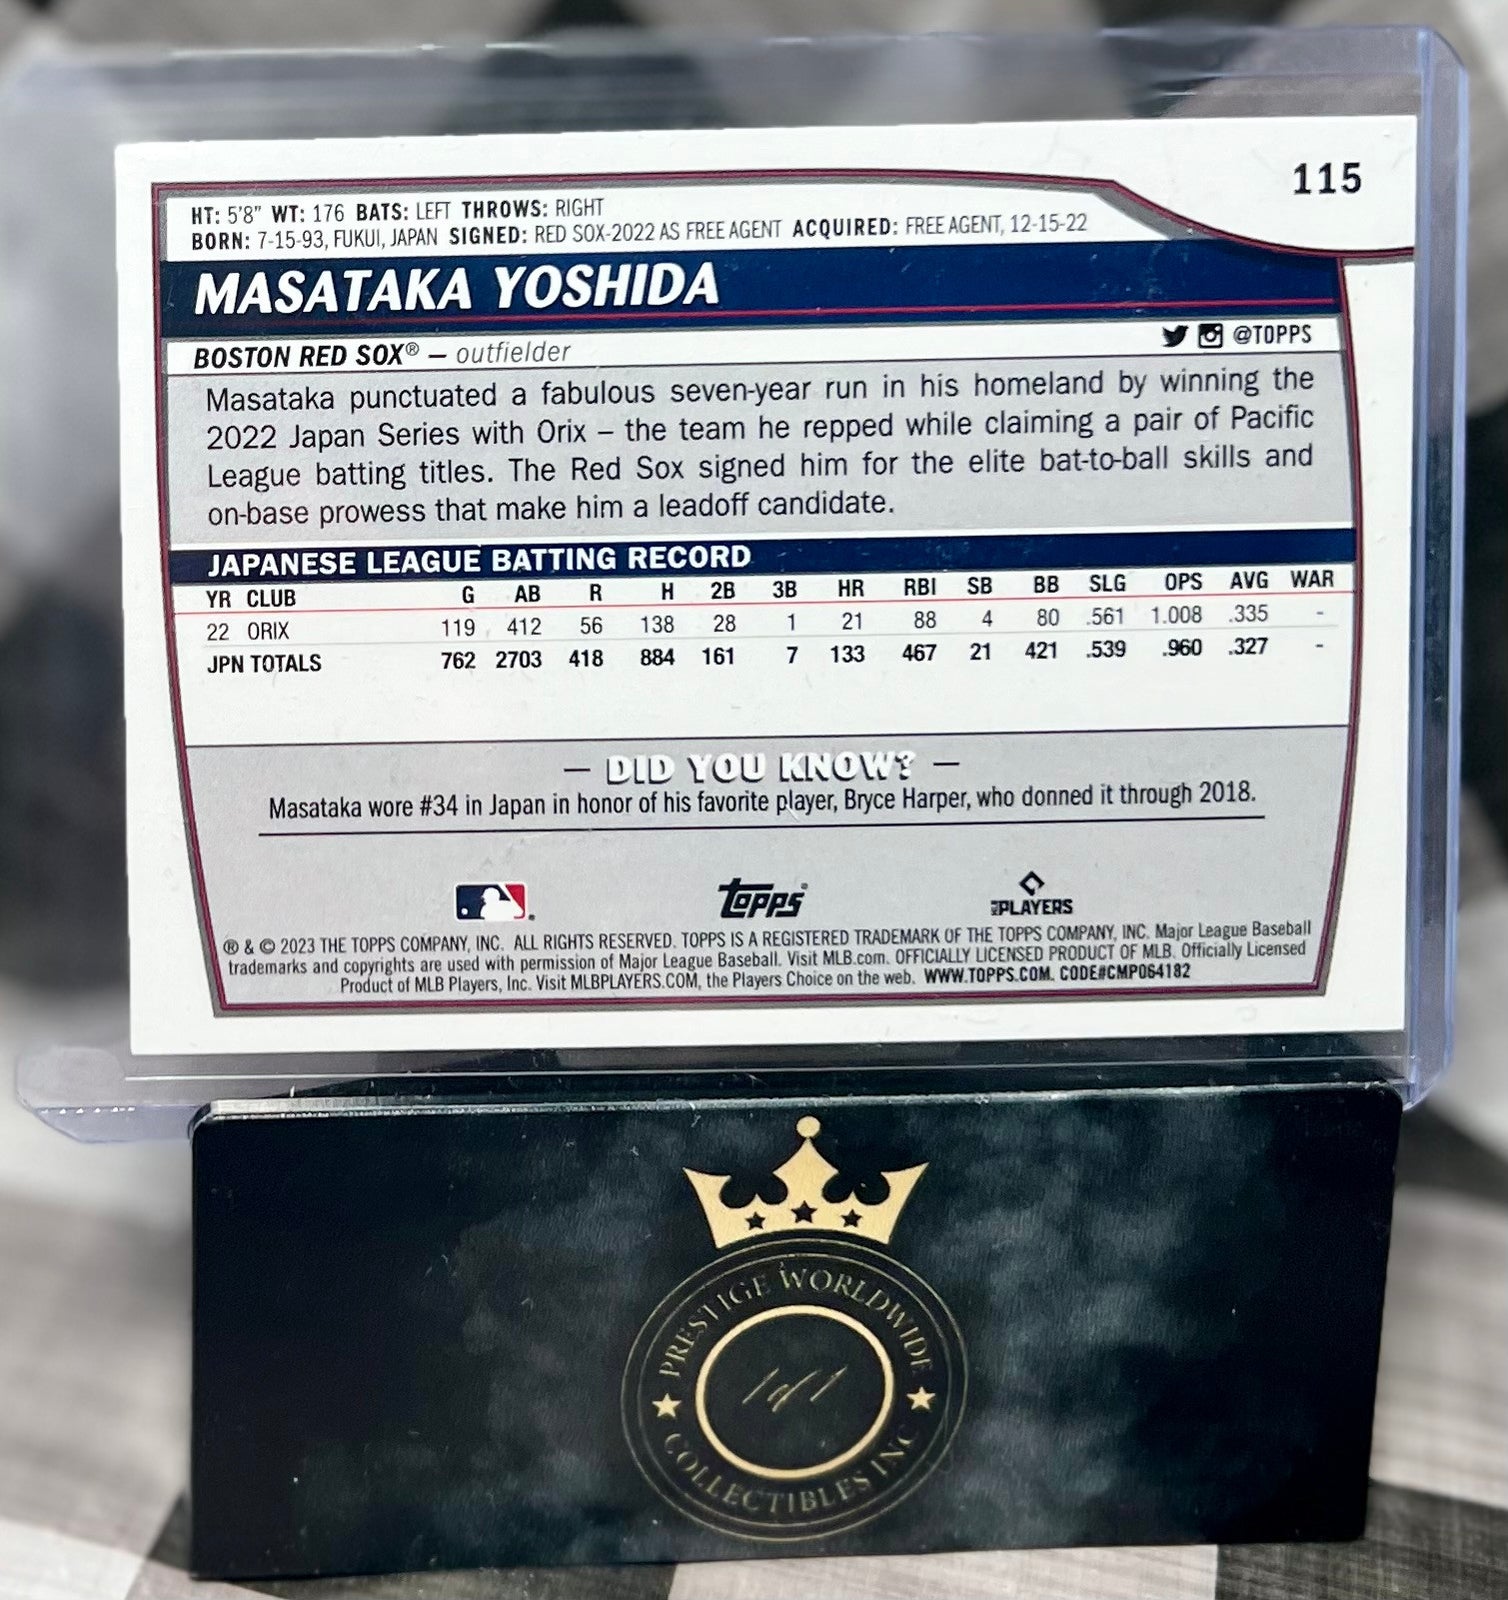 115
HT: 5'8" WT: 176 BATS: LEFT THROWS: RIGHT
BORN: 7-15-93, FUKUI, JAPAN SIGNED: RED SOX-2022 AS FREE AGENT ACQUIRED: FREE AGENT, 12-15-22
MASATAKA YOSHIDA
BOSTON RED SOX® – outfielder
@TOPPS
Masataka punctuated a fabulous seven-year run in his homeland by winning the
2022 Japan Series with Orix – the team he repped while claiming a pair of Pacific
League batting titles. The Red Sox signed him for the elite bat-to-ball skills and
on-base prowess that make him a leadoff candidate.
JAPANESE LEAGUE BATTING RECORD
YR CLUB G AB R H 2B 3B HR RBI SB BB SLG OPS AVG WAR
22 ORIX 119 412 56 138 28 1 21 88 4 80 .561 1.008 .335 -
JPN TOTALS 762 2703 418 884 161 7 133 467 21 421 .539 .960 .327 -
— DID YOU KNOW? —
Masataka wore #34 in Japan in honor of his favorite player, Bryce Harper, who donned it through 2018.
Topps®
MLB PLAYERS
® & © 2023 THE TOPPS COMPANY, INC. ALL RIGHTS RESERVED. TOPPS IS A REGISTERED TRADEMARK OF THE TOPPS COMPANY, INC. Major League Baseball
trademarks and copyrights are used with permission of Major League Baseball. Visit MLB.com. OFFICIALLY LICENSED PRODUCT OF MLB. Officially Licensed
Product of MLB Players, Inc. Visit MLBPLAYERS.COM, the Players Choice on the web. WWW.TOPPS.COM. CODE#CMP064182
PRESTIGE WORLDWIDE
1 of 1
COLLECTIBLES INC